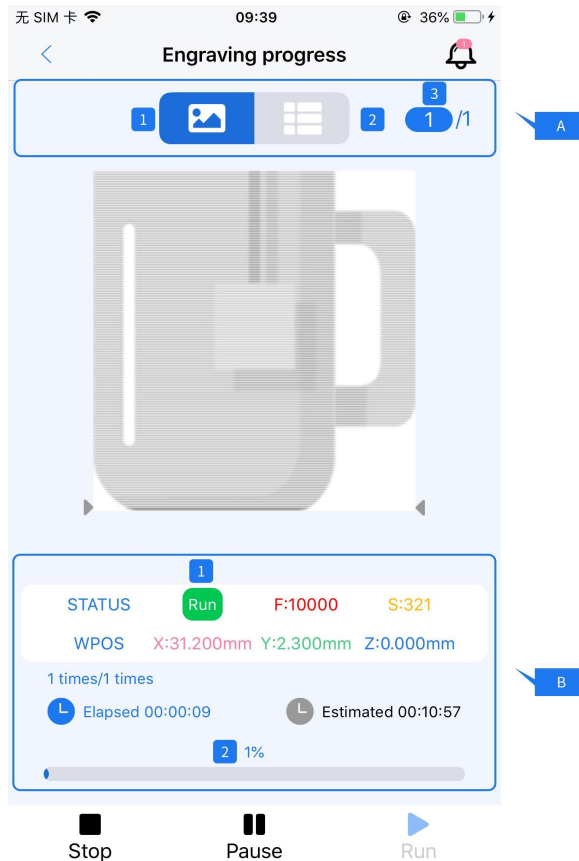 无 SIM 卡 09:39 36%
Engraving progress 1
1 2 3
1 /1
A
1
STATUS Run F:10000 S:321
WPOS X:31.200mm Y:2.300mm Z:0.000mm
B
1 times/1 times
Elapsed 00:00:09 Estimated 00:10:57
2 1%
Stop Pause Run